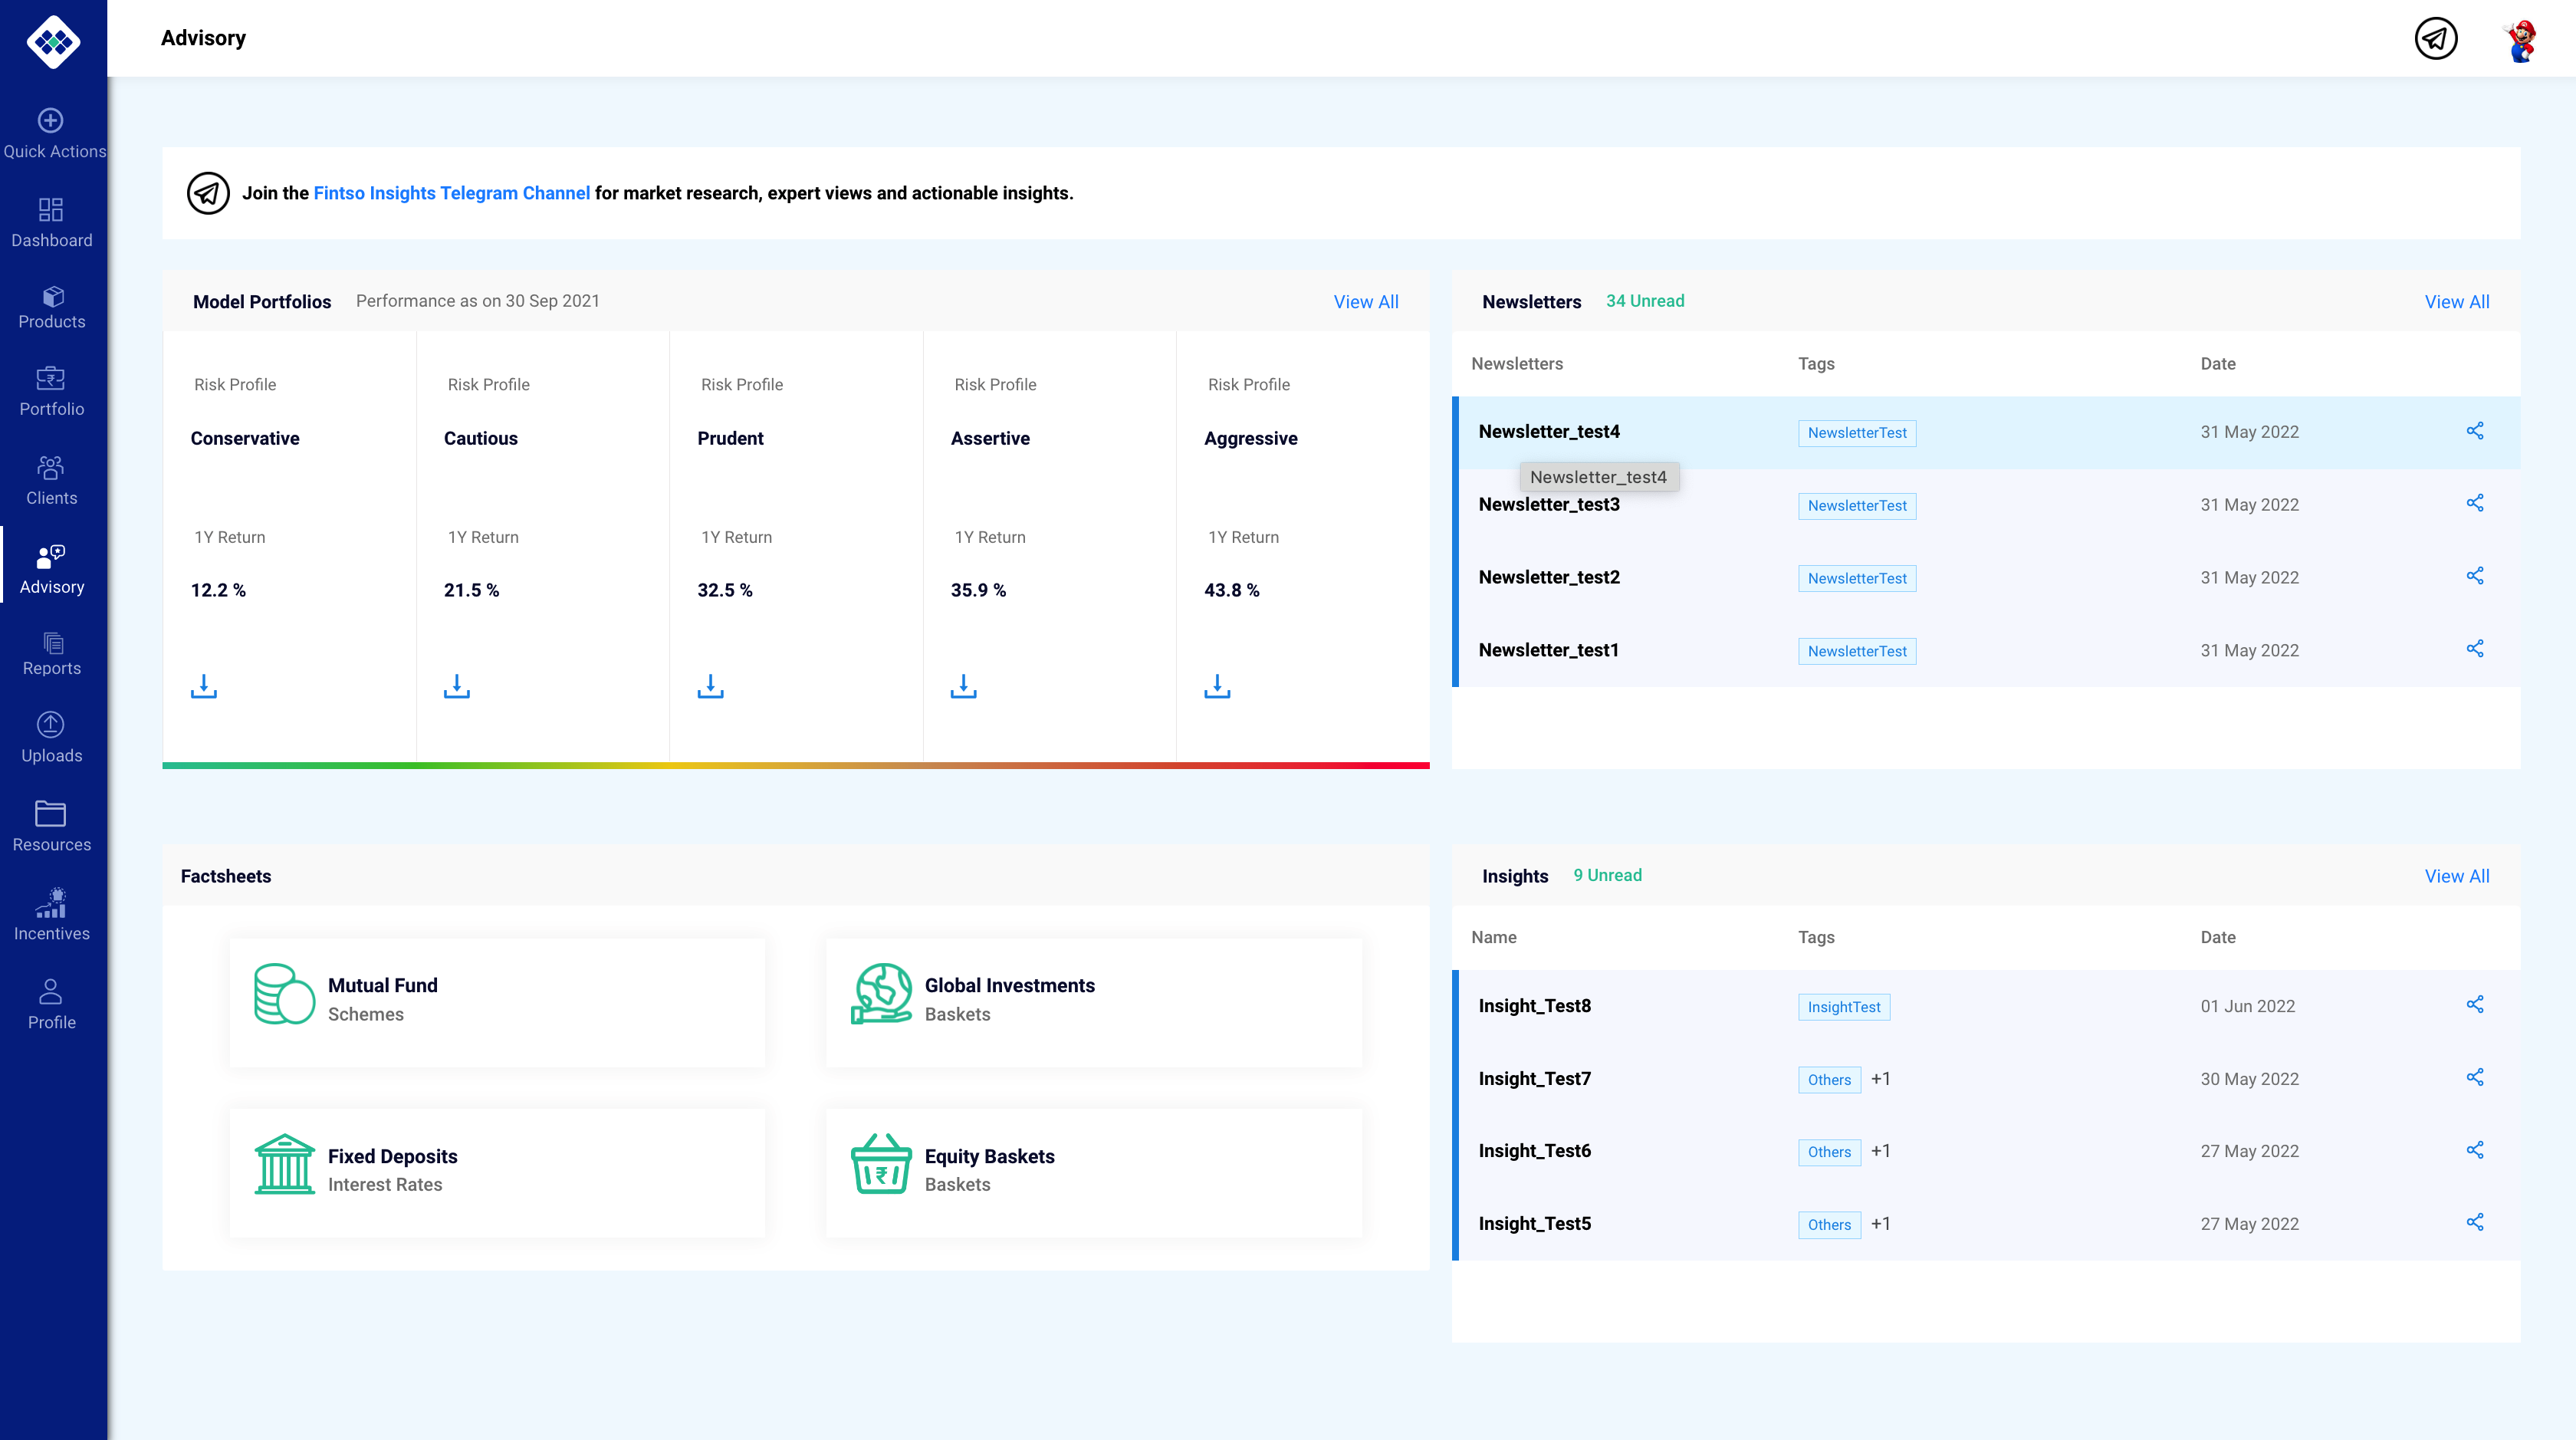 Advisory
Quick Actions
Dashboard
Products
Portfolio
Clients
Advisory
Reports
Uploads
Resources
Incentives
Profile
Join the Fintso Insights Telegram Channel for market research, expert views and actionable insights.
Model Portfolios Performance as on 30 Sep 2021 View All
Risk Profile Risk Profile Risk Profile Risk Profile Risk Profile
Conservative Cautious Prudent Assertive Aggressive
1Y Return 1Y Return 1Y Return 1Y Return 1Y Return
12.2 % 21.5 % 32.5 % 35.9 % 43.8 %
Newsletters 34 Unread View All
Newsletters Tags Date
Newsletter_test4 NewsletterTest 31 May 2022
Newsletter_test4
Newsletter_test3 NewsletterTest 31 May 2022
Newsletter_test2 NewsletterTest 31 May 2022
Newsletter_test1 NewsletterTest 31 May 2022
Factsheets
Mutual Fund
Schemes
Global Investments
Baskets
Fixed Deposits
Interest Rates
Equity Baskets
Baskets
Insights 9 Unread View All
Name Tags Date
Insight_Test8 InsightTest 01 Jun 2022
Insight_Test7 Others +1 30 May 2022
Insight_Test6 Others +1 27 May 2022
Insight_Test5 Others +1 27 May 2022